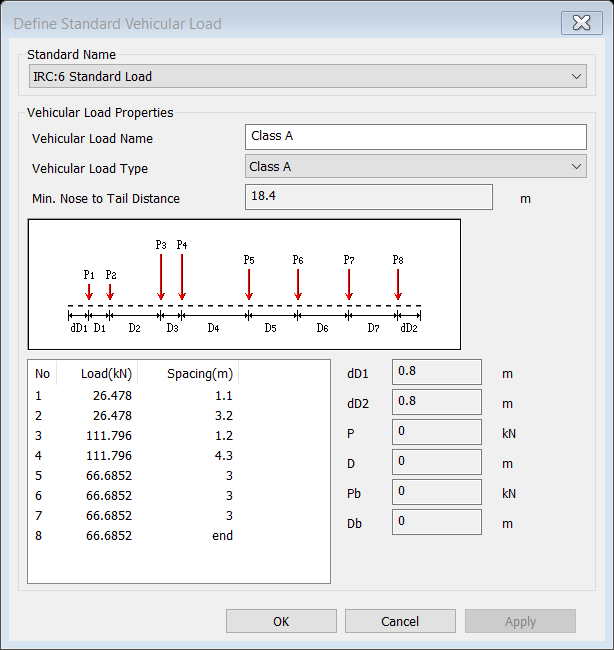 Define Standard Vehicular Load
Standard Name
IRC:6 Standard Load
Vehicular Load Properties
Vehicular Load Name Class A
Vehicular Load Type Class A
Min. Nose to Tail Distance 18.4 m
P3 P4
P1 P2 P5 P6 P7 P8
dD1 D1 D2 D3 D4 D5 D6 D7 dD2
No Load(kN) Spacing(m)
1 26.478 1.1
2 26.478 3.2
3 111.796 1.2
4 111.796 4.3
5 66.6852 3
6 66.6852 3
7 66.6852 3
8 66.6852 end
dD1 0.8 m
dD2 0.8 m
P 0 kN
D 0 m
Pb 0 kN
Db 0 m
OK Cancel Apply